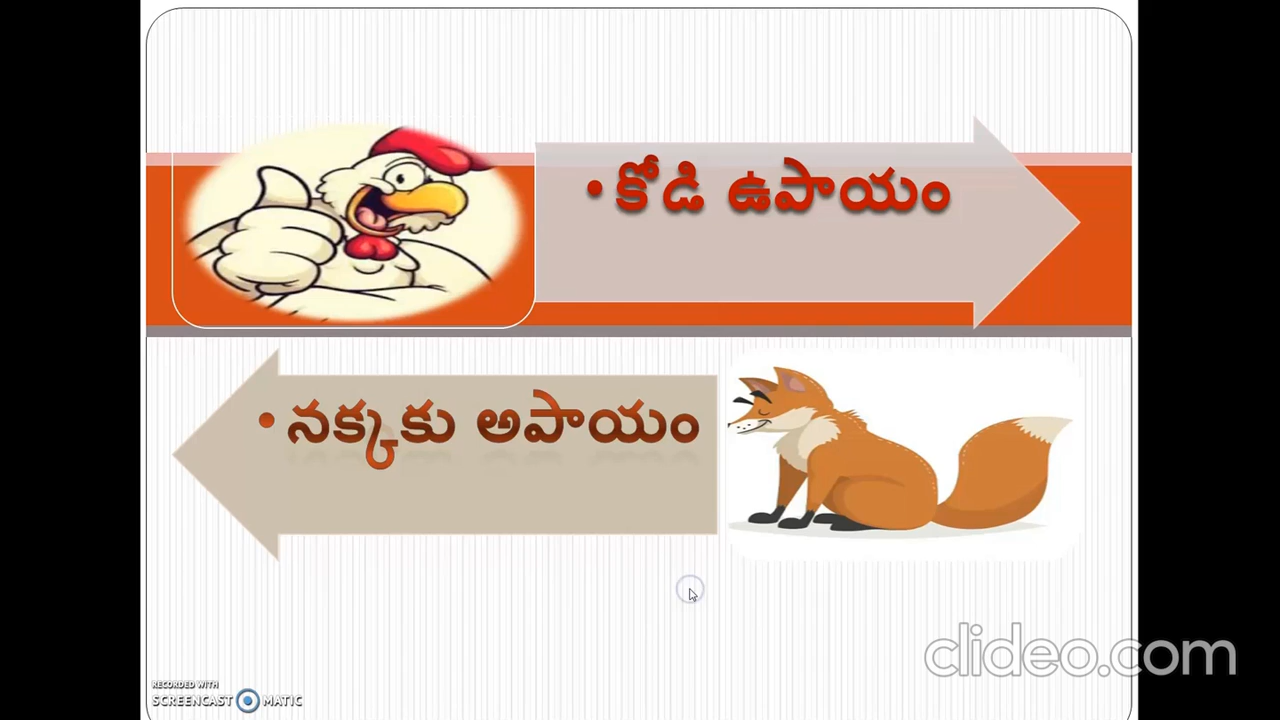 • కోడి ఉపాయం
• నక్కకు అపాయం
clideo.com
RECORDED WITH
SCREENCAST MATIC